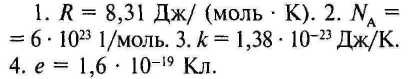 1. R = 8,31 Дж/ (моль · К). 2. N_А =
= 6 · 10²³ 1/моль. 3. k = 1,38 · 10⁻²³ Дж/К.
4. e = 1,6 · 10⁻¹⁹ Кл.